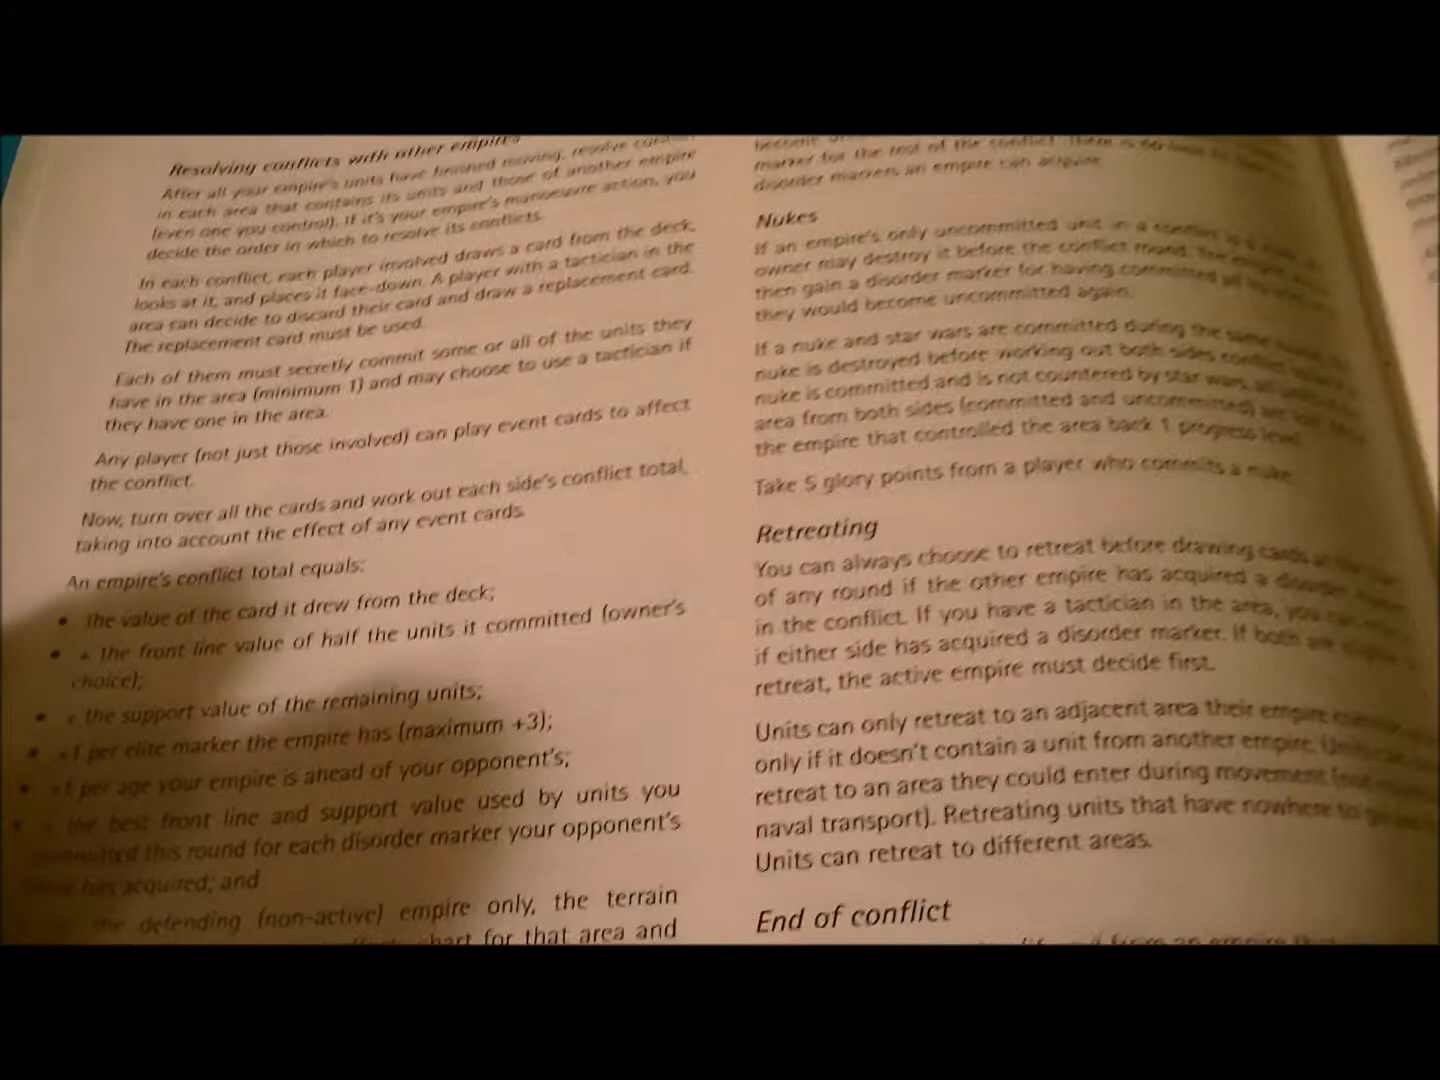 Resolving conflicts with other empires
After all your empire's units have finished moving, resolve
in each area that contains its units and those of another empire
(even one you control). If it's your empire's manoeuvre action, you
decide the order in which to resolve its conflicts.
In each conflict, each player involved draws a card from the deck,
looks at it, and places it face-down. A player with a tactician in the
area can decide to discard their card and draw a replacement card.
The replacement card must be used.
Each of them must secretly commit some or all of the units they
have in the area (minimum 1) and may choose to use a tactician if
they have one in the area.
Any player (not just those involved) can play event cards to affect
the conflict.
Now, turn over all the cards and work out each side's conflict total,
taking into account the effect of any event cards.
An empire's conflict total equals:
• the value of the card it drew from the deck;
• + the front line value of half the units it committed (owner's
choice);
• + the support value of the remaining units;
• +1 per elite marker the empire has (maximum +3);
• +1 per age your empire is ahead of your opponent's;
• + the best front line and support value used by units you
committed this round for each disorder marker your opponent's
has acquired; and
the defending (non-active) empire only, the terrain
chart for that area and
marker for the rest of the conflict. There is no
disorder markers an empire can acquire.
Nukes
If an empire's only uncommitted unit in a conflict is a
owner may destroy it before the conflict round. The
then gain a disorder marker for having committed all
they would become uncommitted again.
If a nuke and star wars are committed during the same
nuke is destroyed before working out both sides conflict
nuke is committed and is not countered by star wars, all
area from both sides (committed and uncommitted) are
the empire that controlled the area back 1 progress level.
Take 5 glory points from a player who commits a nuke.
Retreating
You can always choose to retreat before drawing cards
of any round if the other empire has acquired a disorder
in the conflict. If you have a tactician in the area, you can
if either side has acquired a disorder marker. If both are
retreat, the active empire must decide first.
Units can only retreat to an adjacent area their empire
only if it doesn't contain a unit from another empire. Units
retreat to an area they could enter during movement
naval transport). Retreating units that have nowhere to
Units can retreat to different areas.
End of conflict
from an empire